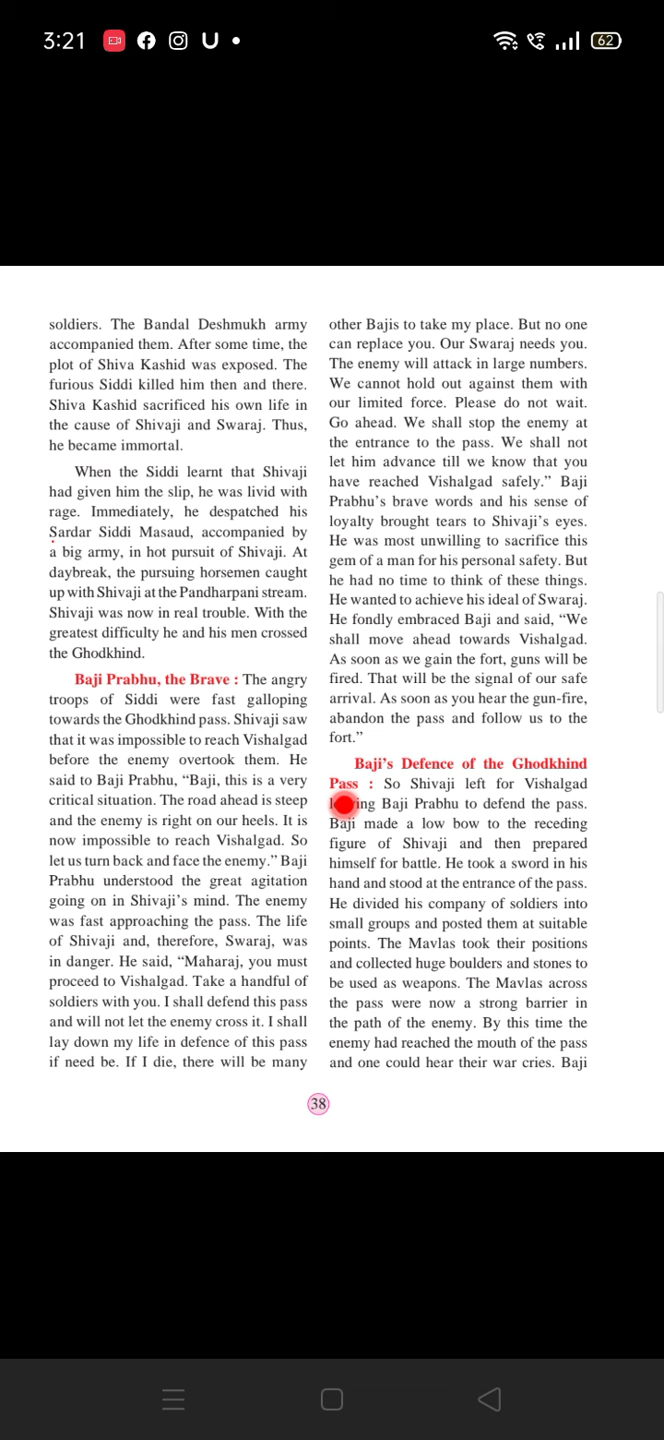 3:21
62
soldiers. The Bandal Deshmukh army
accompanied them. After some time, the
plot of Shiva Kashid was exposed. The
furious Siddi killed him then and there.
Shiva Kashid sacrificed his own life in
the cause of Shivaji and Swaraj. Thus,
he became immortal.
When the Siddi learnt that Shivaji
had given him the slip, he was livid with
rage. Immediately, he despatched his
Sardar Siddi Masaud, accompanied by
a big army, in hot pursuit of Shivaji. At
daybreak, the pursuing horsemen caught
up with Shivaji at the Pandharpani stream.
Shivaji was now in real trouble. With the
greatest difficulty he and his men crossed
the Ghodkhind.
Baji Prabhu, the Brave : The angry
troops of Siddi were fast galloping
towards the Ghodkhind pass. Shivaji saw
that it was impossible to reach Vishalgad
before the enemy overtook them. He
said to Baji Prabhu, “Baji, this is a very
critical situation. The road ahead is steep
and the enemy is right on our heels. It is
now impossible to reach Vishalgad. So
let us turn back and face the enemy.” Baji
Prabhu understood the great agitation
going on in Shivaji’s mind. The enemy
was fast approaching the pass. The life
of Shivaji and, therefore, Swaraj, was
in danger. He said, “Maharaj, you must
proceed to Vishalgad. Take a handful of
soldiers with you. I shall defend this pass
and will not let the enemy cross it. I shall
lay down my life in defence of this pass
if need be. If I die, there will be many
other Bajis to take my place. But no one
can replace you. Our Swaraj needs you.
The enemy will attack in large numbers.
We cannot hold out against them with
our limited force. Please do not wait.
Go ahead. We shall stop the enemy at
the entrance to the pass. We shall not
let him advance till we know that you
have reached Vishalgad safely.” Baji
Prabhu’s brave words and his sense of
loyalty brought tears to Shivaji’s eyes.
He was most unwilling to sacrifice this
gem of a man for his personal safety. But
he had no time to think of these things.
He wanted to achieve his ideal of Swaraj.
He fondly embraced Baji and said, “We
shall move ahead towards Vishalgad.
As soon as we gain the fort, guns will be
fired. That will be the signal of our safe
arrival. As soon as you hear the gun-fire,
abandon the pass and follow us to the
fort.”
Baji’s Defence of the Ghodkhind
Pass : So Shivaji left for Vishalgad
Baji Prabhu to defend the pass.
Baji made a low bow to the receding
figure of Shivaji and then prepared
himself for battle. He took a sword in his
hand and stood at the entrance of the pass.
He divided his company of soldiers into
small groups and posted them at suitable
points. The Mavlas took their positions
and collected huge boulders and stones to
be used as weapons. The Mavlas across
the pass were now a strong barrier in
the path of the enemy. By this time the
enemy had reached the mouth of the pass
and one could hear their war cries. Baji
38